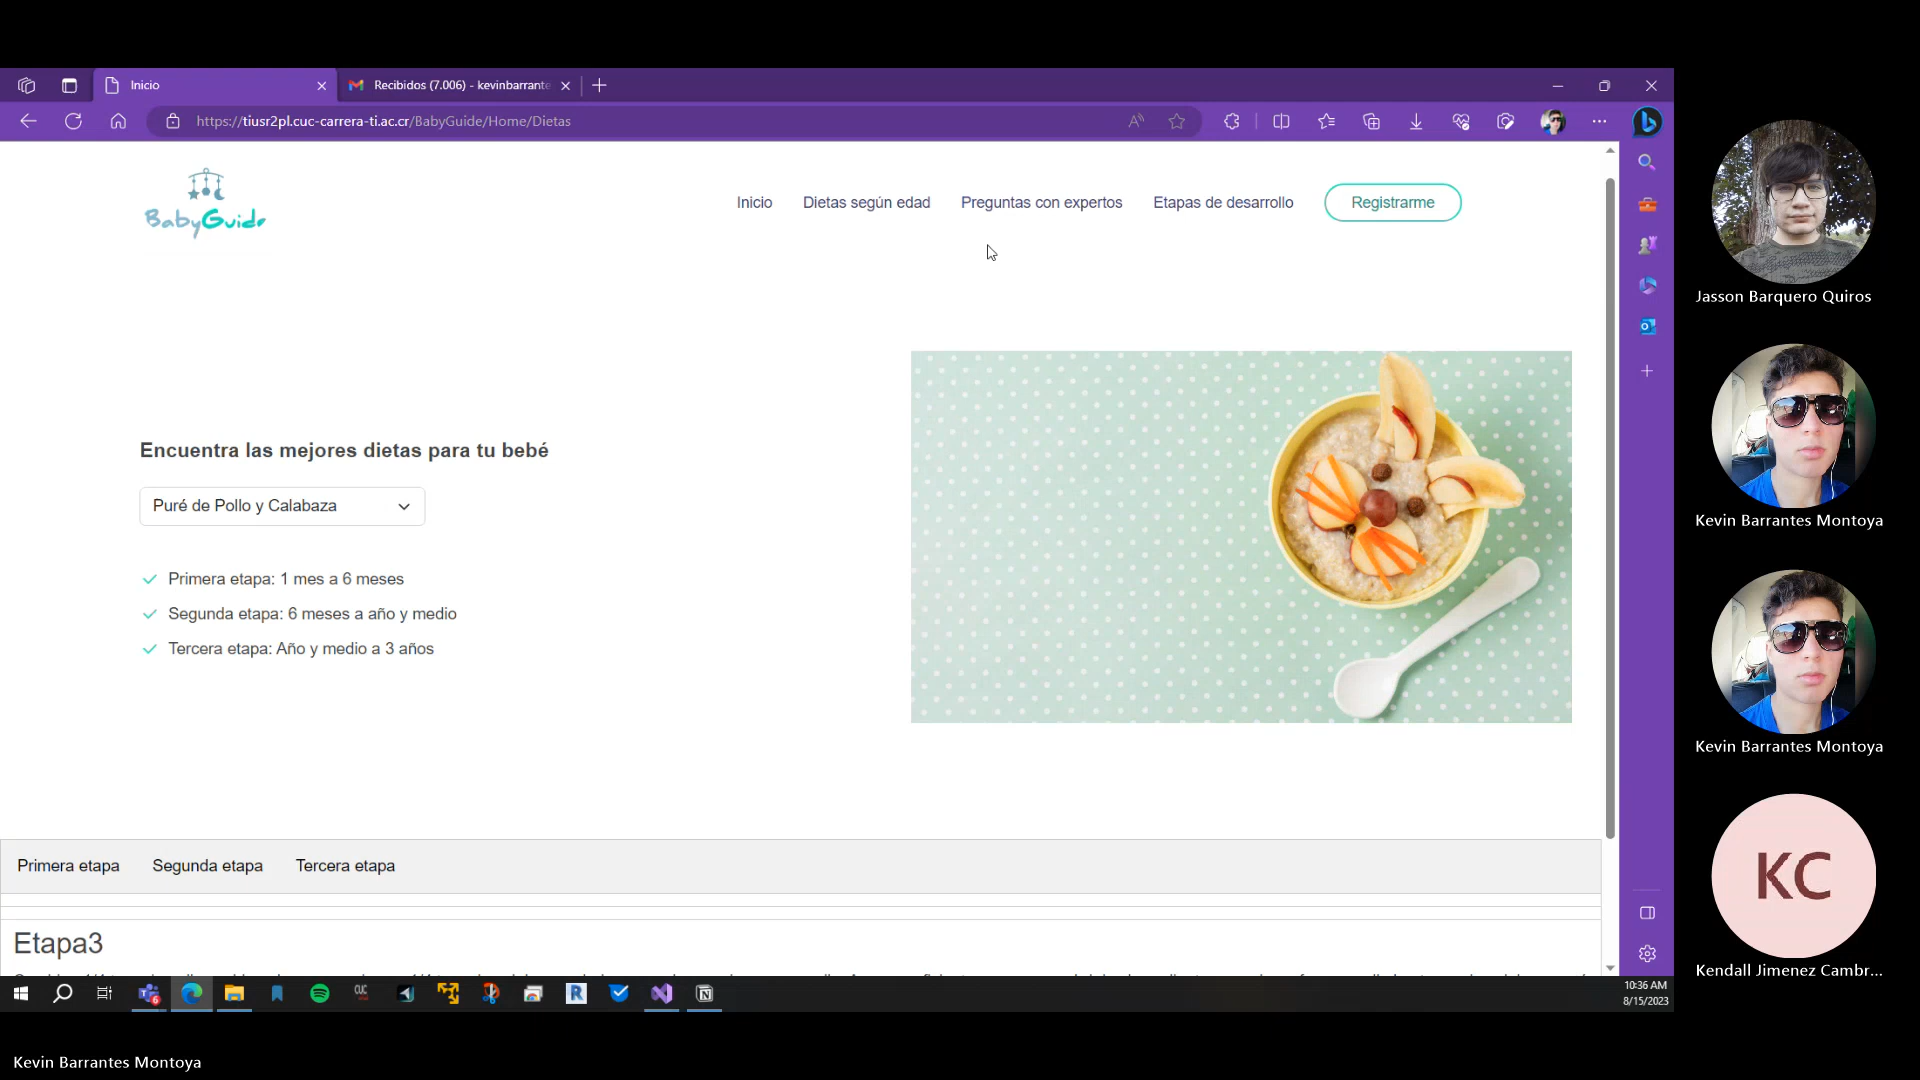 Inicio
Recibidos (7.006) - kevinbarrante
https://tiusr2pl.cuc-carrera-ti.ac.cr/BabyGuide/Home/Dietas
BabyGuide
Inicio
Dietas según edad
Preguntas con expertos
Etapas de desarrollo
Registrarme
Encuentra las mejores dietas para tu bebé
Puré de Pollo y Calabaza
Primera etapa: 1 mes a 6 meses
Segunda etapa: 6 meses a año y medio
Tercera etapa: Año y medio a 3 años
Primera etapa
Segunda etapa
Tercera etapa
Etapa3
CUC
10:36 AM
8/15/2023
Jasson Barquero Quiros
Kevin Barrantes Montoya
Kevin Barrantes Montoya
KC
Kendall Jimenez Cambr...
Kevin Barrantes Montoya